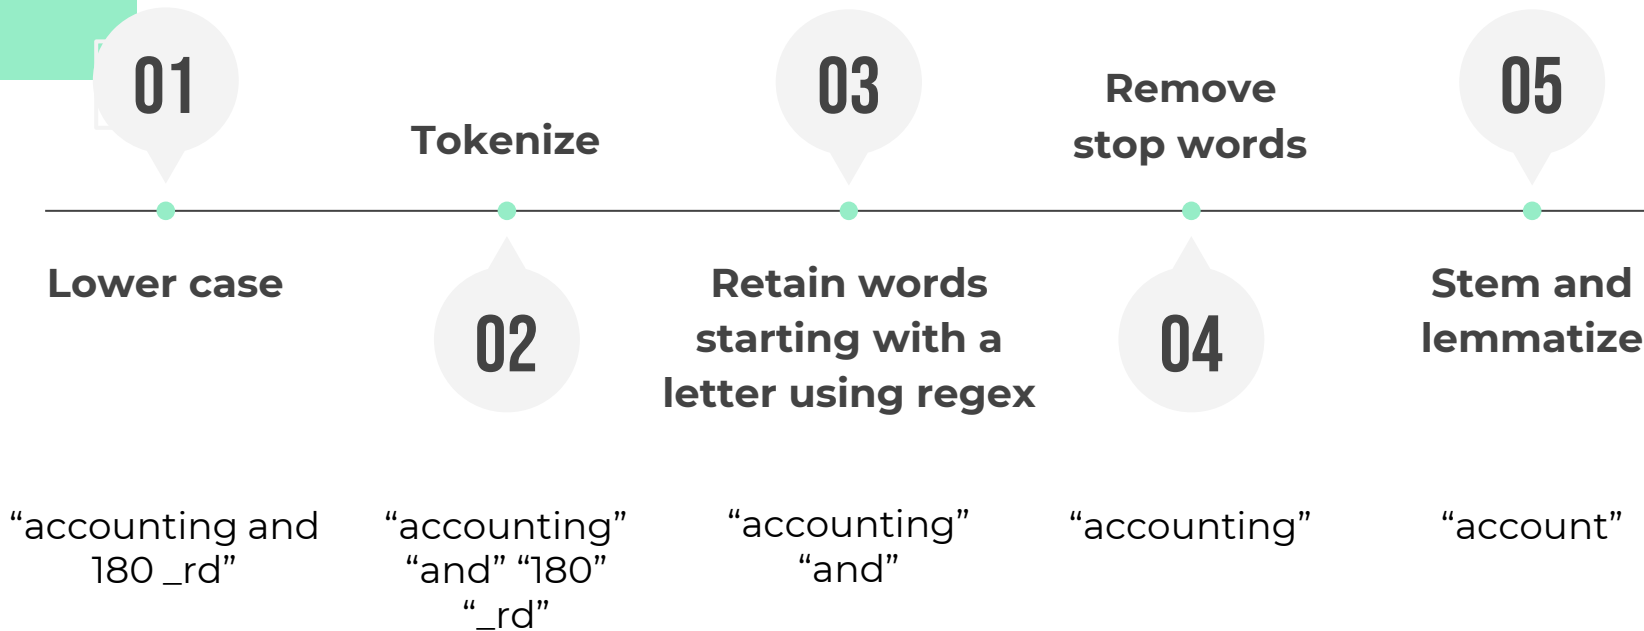 01
Lower case
“accounting and
180 _rd”
Tokenize
02
“accounting”
“and” “180”
“_rd”
03
Retain words
starting with a
letter using regex
“accounting”
“and”
Remove
stop words
04
“accounting”
05
Stem and
lemmatize
“account”